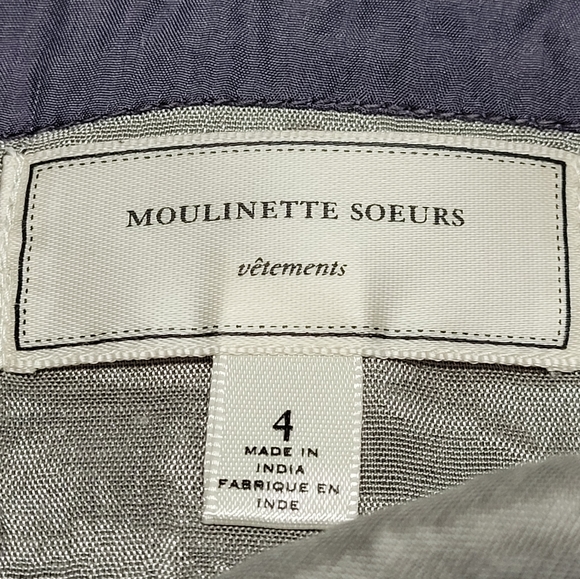 MOULINETTE SOEURS
vêtements
4
MADE IN
INDIA
FABRIQUE EN
INDE